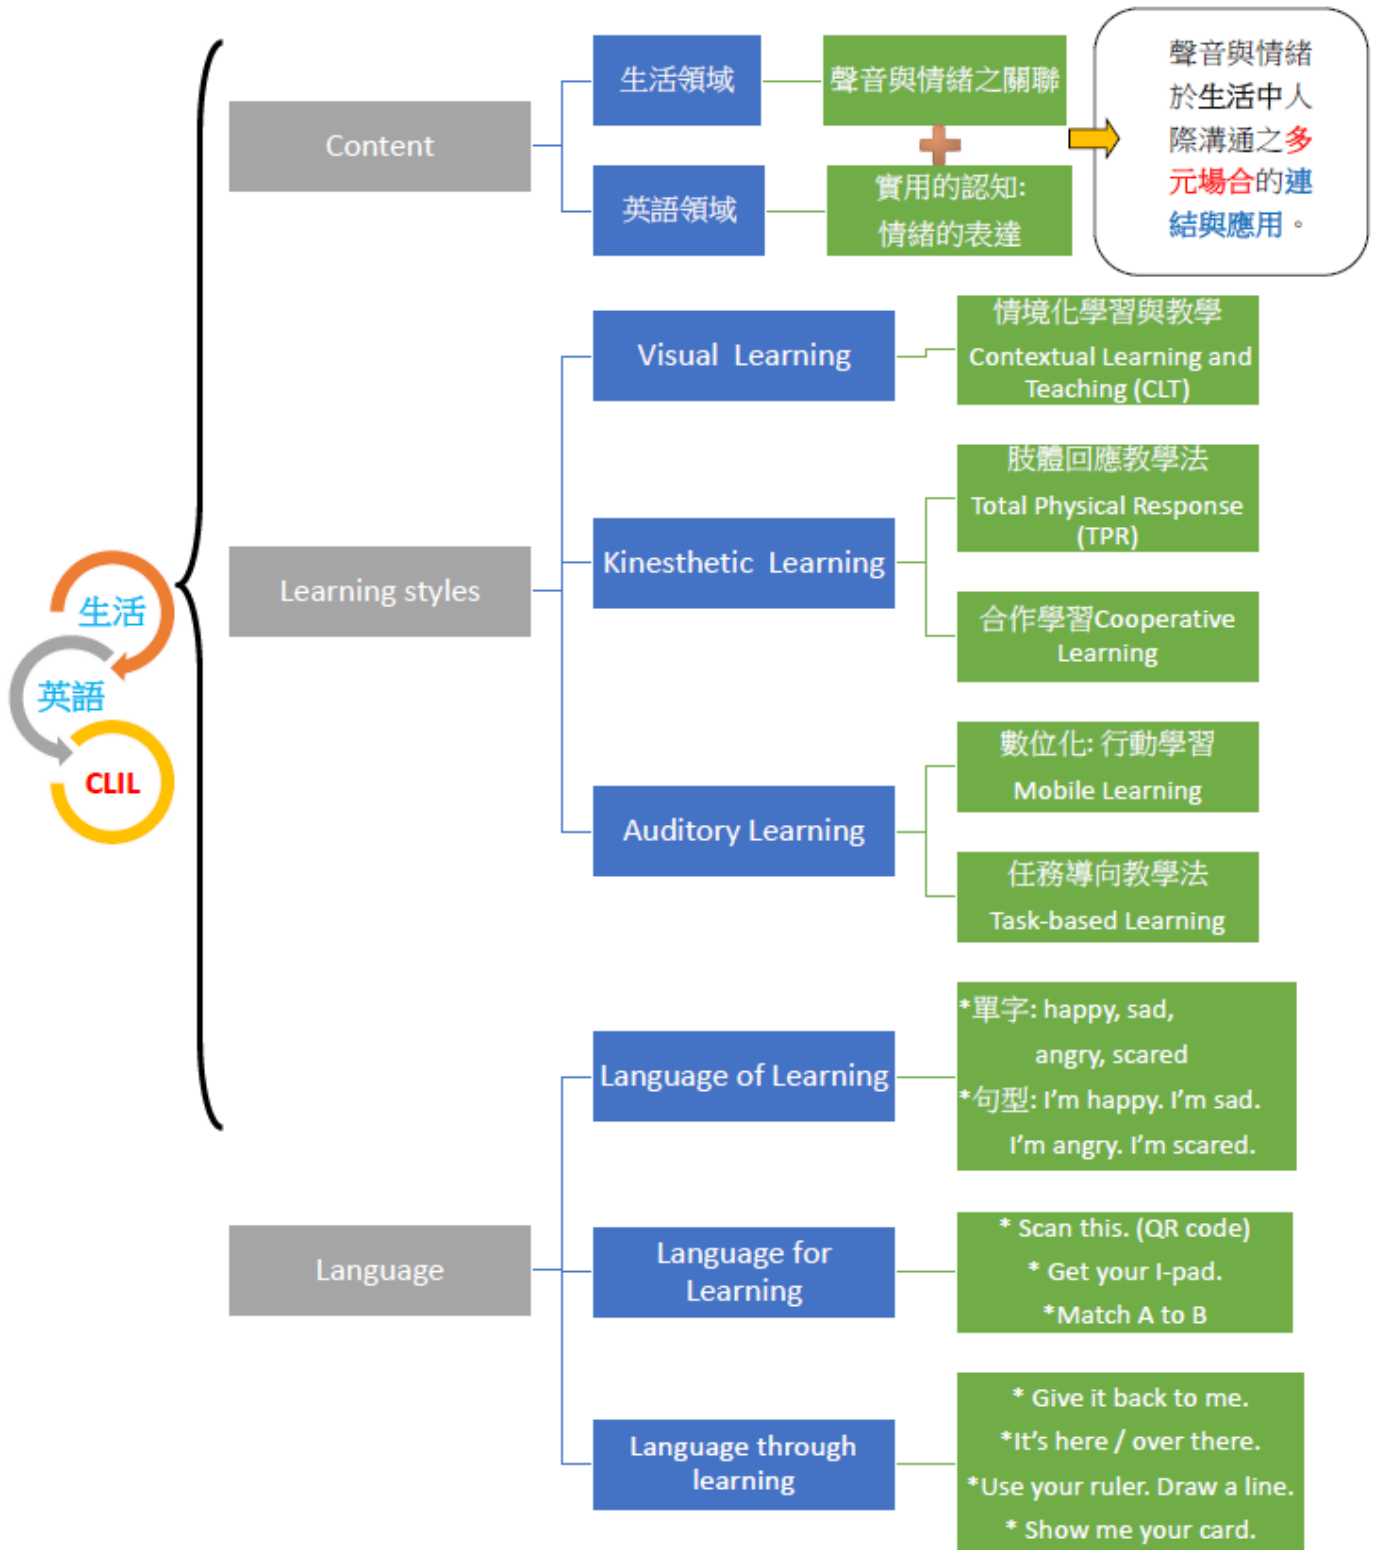 生活
英語
CLIL
Content
生活領域
聲音與情緒之關聯
英語領域
實用的認知:
情緒的表達
聲音與情緒
於生活中人
際溝通之多
元場合的連
結與應用。
Learning styles
Visual Learning
情境化學習與教學
Contextual Learning and
Teaching (CLT)
Kinesthetic Learning
肢體回應教學法
Total Physical Response
(TPR)
合作學習Cooperative
Learning
Auditory Learning
數位化: 行動學習
Mobile Learning
任務導向教學法
Task-based Learning
Language
Language of Learning
*單字: happy, sad,
angry, scared
*句型: I'm happy. I'm sad.
I'm angry. I'm scared.
Language for
Learning
* Scan this. (QR code)
* Get your I-pad.
*Match A to B
Language through
learning
* Give it back to me.
*It's here / over there.
*Use your ruler. Draw a line.
* Show me your card.